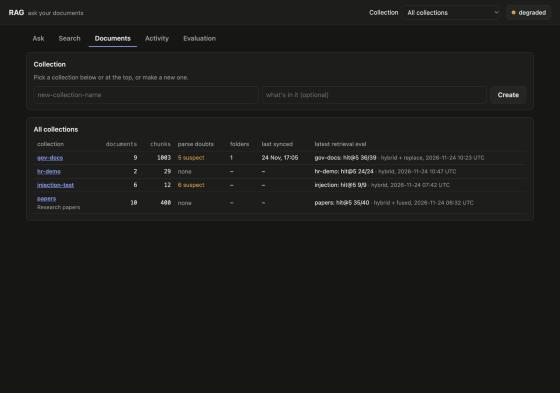 RAG ask your documents
Collection All collections degraded
Ask Search Documents Activity Evaluation
Collection
Pick a collection below or at the top, or make a new one.
new-collection-name what's in it (optional) Create
All collections
collection documents chunks parse doubts folders last synced latest retrieval eval
gov-docs 9 1003 5 suspect 1 24 Nov, 17:05 gov-docs: hit@5 36/39 · hybrid + replace, 2026-11-24 10:23 UTC
hr-demo 2 29 none – – hr-demo: hit@5 24/24 · hybrid, 2026-11-24 10:47 UTC
injection-test 6 12 6 suspect – – injection: hit@5 9/9 · hybrid, 2026-11-24 07:42 UTC
papers 10 400 none – – papers: hit@5 35/40 · hybrid + fused, 2026-11-24 06:32 UTC
Research papers